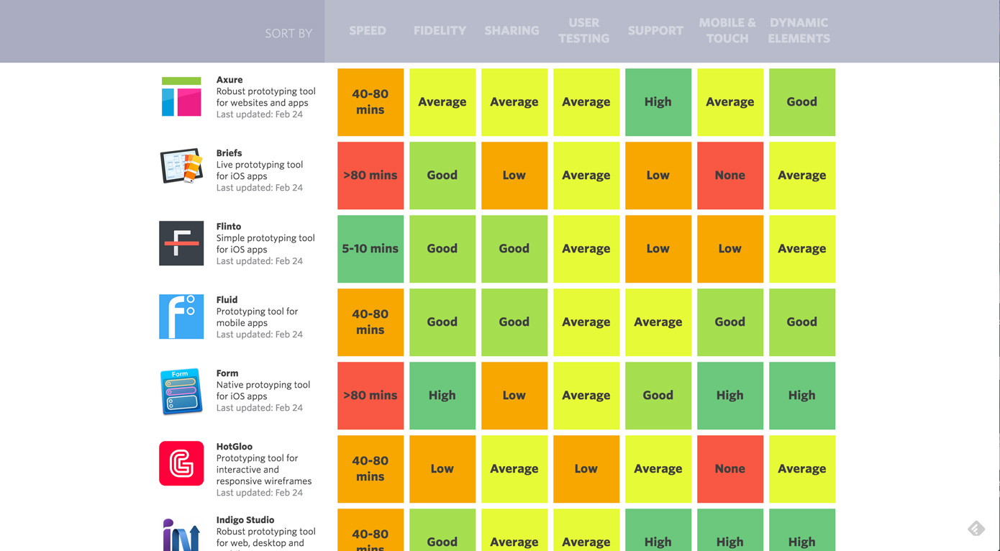 SORT BY
SPEED
FIDELITY
SHARING
USER
TESTING
SUPPORT
MOBILE &
TOUCH
DYNAMIC
ELEMENTS
Axure
Robust prototyping tool
for websites and apps
Last updated: Feb 24
40-80
mins
Average
Average
Average
High
Average
Good
Briefs
Live prototyping tool
for iOS apps
Last updated: Feb 24
>80 mins
Good
Low
Average
Low
None
Average
Flinto
Simple prototyping tool
for iOS apps
Last updated: Feb 24
5-10 mins
Good
Good
Average
Low
Low
Average
Fluid
Prototyping tool for
mobile apps
Last updated: Feb 24
40-80
mins
Good
Good
Average
Average
Good
Good
Form
Form
Native protoyping tool
for iOS apps
Last updated: Feb 24
>80 mins
High
Low
Average
Good
High
High
HotGloo
Prototyping tool for
interactive and
responsive wireframes
Last updated: Feb 24
40-80
mins
Low
Average
Low
Average
None
Average
Indigo Studio
Robust prototyping tool
for web, desktop and
40-80
mins
Good
Average
Average
High
High
High